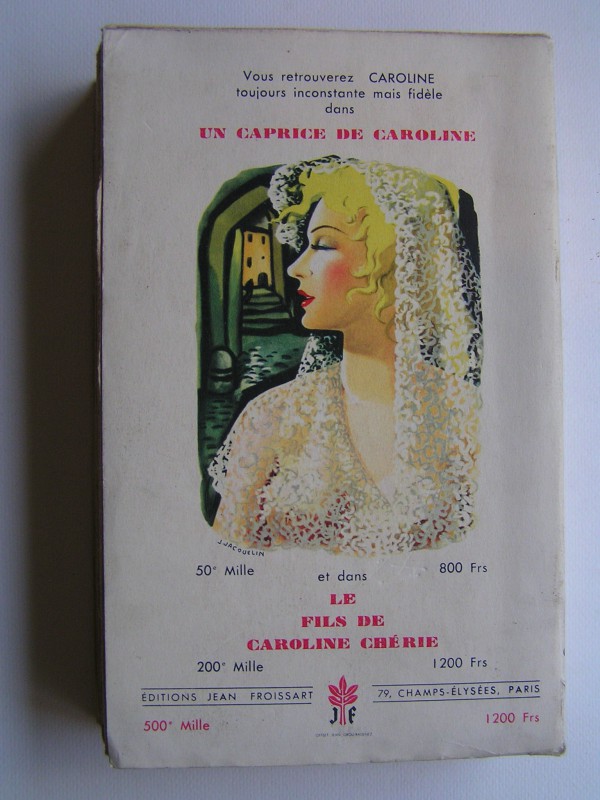 Vous retrouverez CAROLINE
toujours inconstante mais fidèle
dans
UN CAPRICE DE CAROLINE
J. JACQUELIN
50e Mille
et dans
800 Frs
LE
FILS DE
CAROLINE CHÉRIE
200e Mille
1200 Frs
ÉDITIONS JEAN FROISSART
79, CHAMPS-ÉLYSÉES, PARIS
J F
500e Mille
1200 Frs